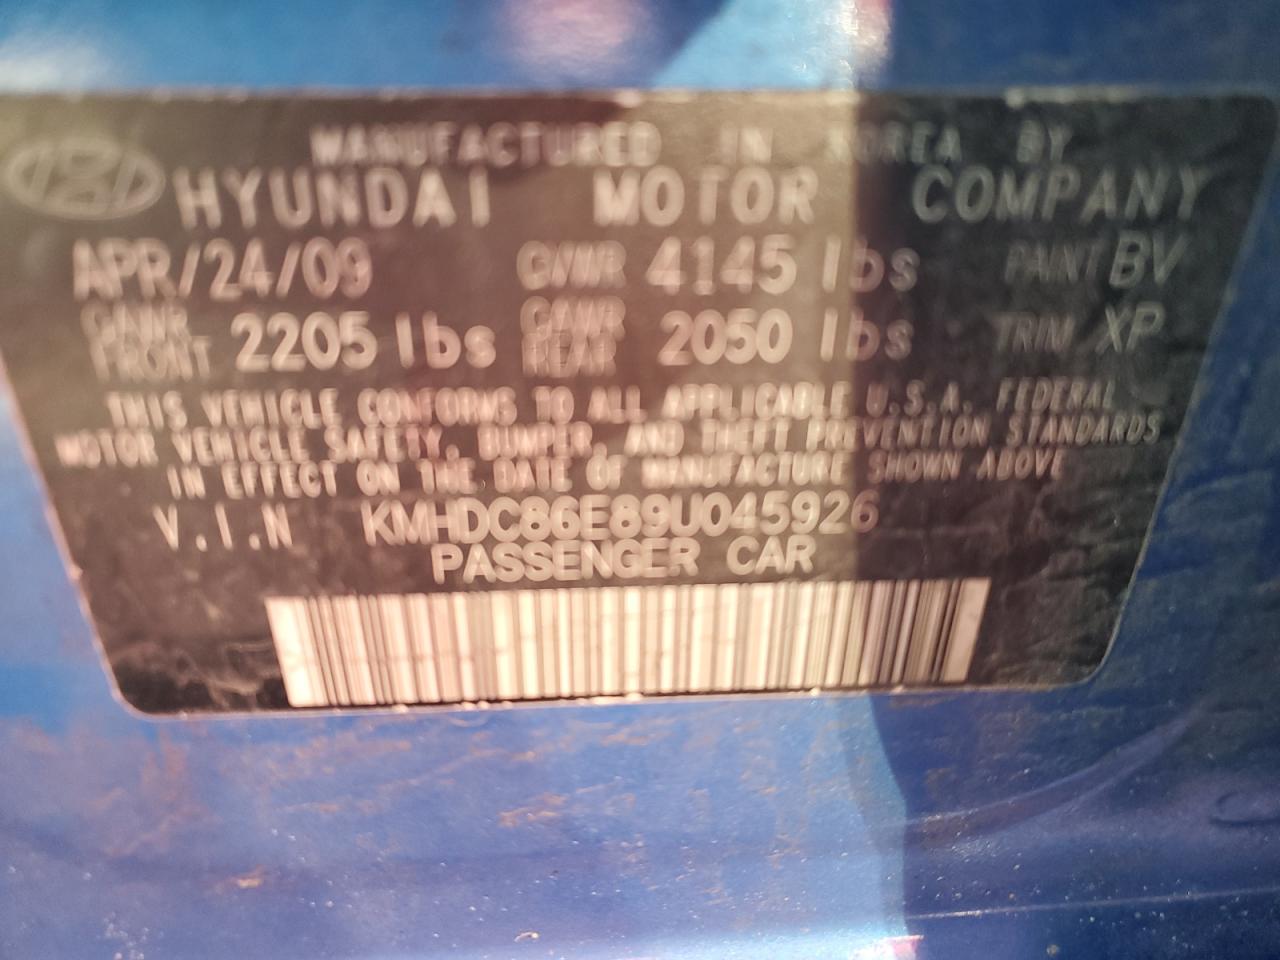 MANUFACTURED IN KOREA BY
HYUNDAI MOTOR COMPANY
APR/24/09 GVWR 4145 lbs PAINT BV
GAWR FRONT 2205 lbs GAWR REAR 2050 lbs TRIM XP
THIS VEHICLE CONFORMS TO ALL APPLICABLE U.S.A. FEDERAL
MOTOR VEHICLE SAFETY, BUMPER, AND THEFT PREVENTION STANDARDS
IN EFFECT ON THE DATE OF MANUFACTURE SHOWN ABOVE
V.I.N KMHDC86E89U045926
PASSENGER CAR